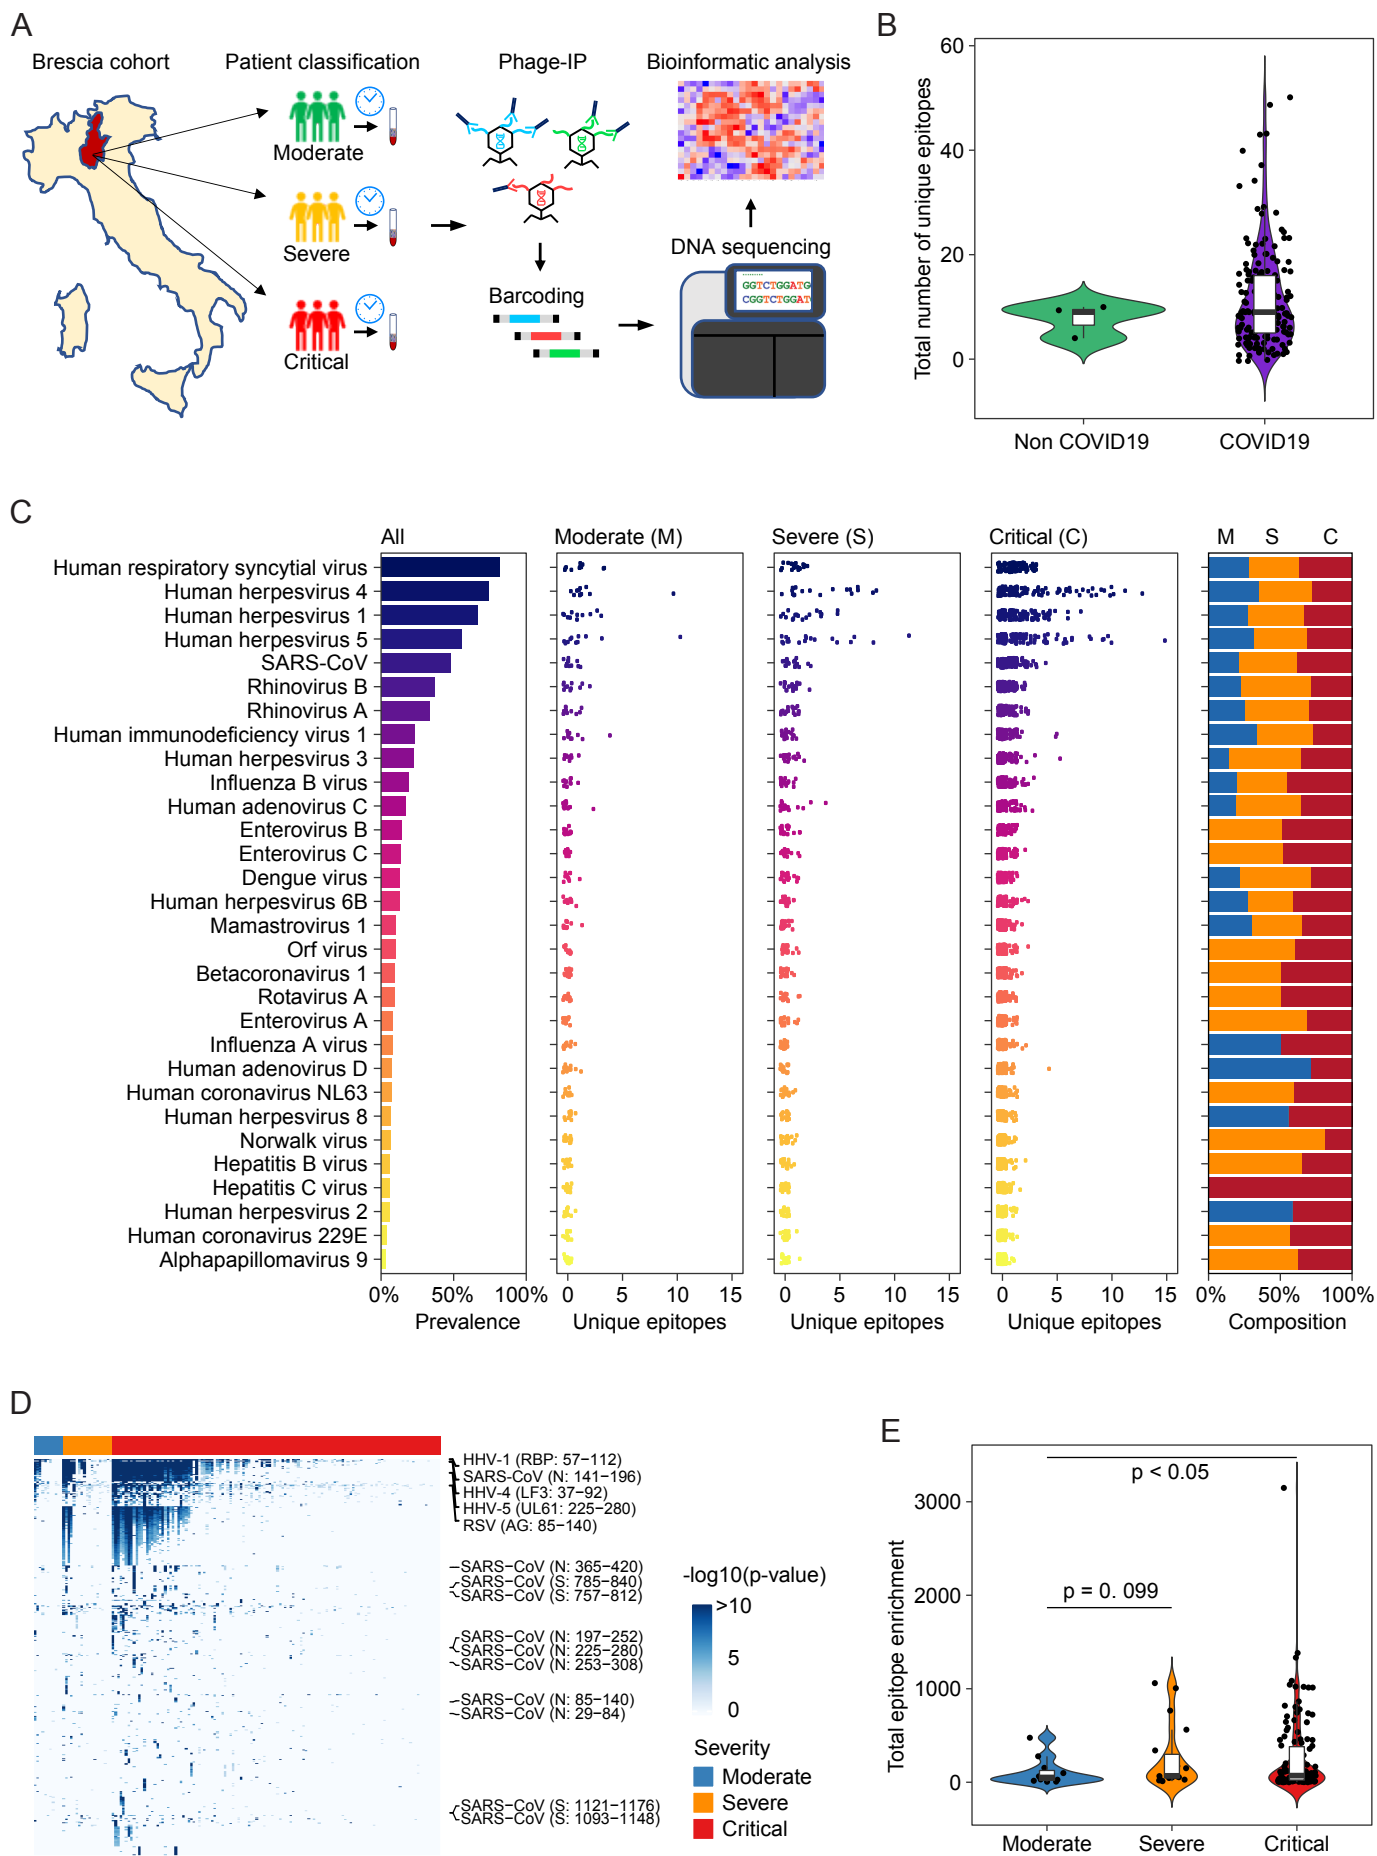 A
Brescia cohort
Patient classification
Phage-IP
Bioinformatic analysis
Moderate
Severe
Critical
Barcoding
DNA sequencing
GGTCTGGATG
CGGTCTGGAT
B
Total number of unique epitopes
60
40
20
0
Non COVID19
COVID19
C
All
Moderate (M)
Severe (S)
Critical (C)
M S C
Human respiratory syncytial virus
Human herpesvirus 4
Human herpesvirus 1
Human herpesvirus 5
SARS-CoV
Rhinovirus B
Rhinovirus A
Human immunodeficiency virus 1
Human herpesvirus 3
Influenza B virus
Human adenovirus C
Enterovirus B
Enterovirus C
Dengue virus
Human herpesvirus 6B
Mamastrovirus 1
Orf virus
Betacoronavirus 1
Rotavirus A
Enterovirus A
Influenza A virus
Human adenovirus D
Human coronavirus NL63
Human herpesvirus 8
Norwalk virus
Hepatitis B virus
Hepatitis C virus
Human herpesvirus 2
Human coronavirus 229E
Alphapapillomavirus 9
0% 50% 100%
Prevalence
0 5 10 15
Unique epitopes
0 5 10 15
Unique epitopes
0 5 10 15
Unique epitopes
0% 50% 100%
Composition
D
HHV-1 (RBP: 57−112)
SARS−CoV (N: 141−196)
HHV-4 (LF3: 37−92)
HHV-5 (UL61: 225−280)
RSV (AG: 85−140)
SARS−CoV (N: 365−420)
SARS−CoV (S: 785−840)
SARS−CoV (S: 757−812)
SARS−CoV (N: 197−252)
SARS−CoV (N: 225−280)
SARS−CoV (N: 253−308)
SARS−CoV (N: 85−140)
SARS−CoV (N: 29−84)
SARS−CoV (S: 1121−1176)
SARS−CoV (S: 1093−1148)
-log10(p-value)
>10
5
0
Severity
Moderate
Severe
Critical
E
Total epitope enrichment
3000
2000
1000
0
p < 0.05
p = 0. 099
Moderate
Severe
Critical